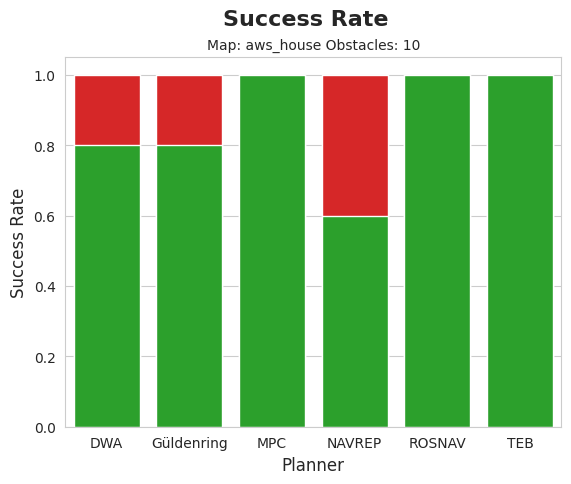 Success Rate
Map: aws_house Obstacles: 10
Success Rate
1.0
0.8
0.6
0.4
0.2
0.0
DWA Güldenring MPC NAVREP ROSNAV TEB
Planner